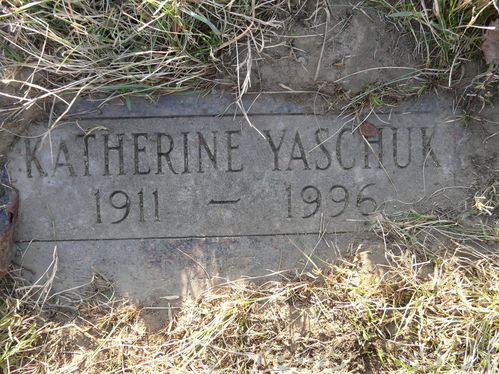 KATHERINE YASCHUK
1911 — 1996